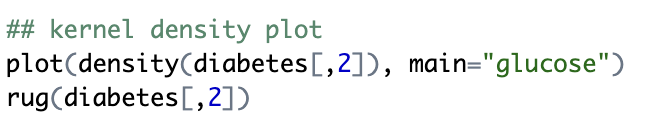 ## kernel density plot
plot(density(diabetes[,2]), main="glucose")
rug(diabetes[,2])